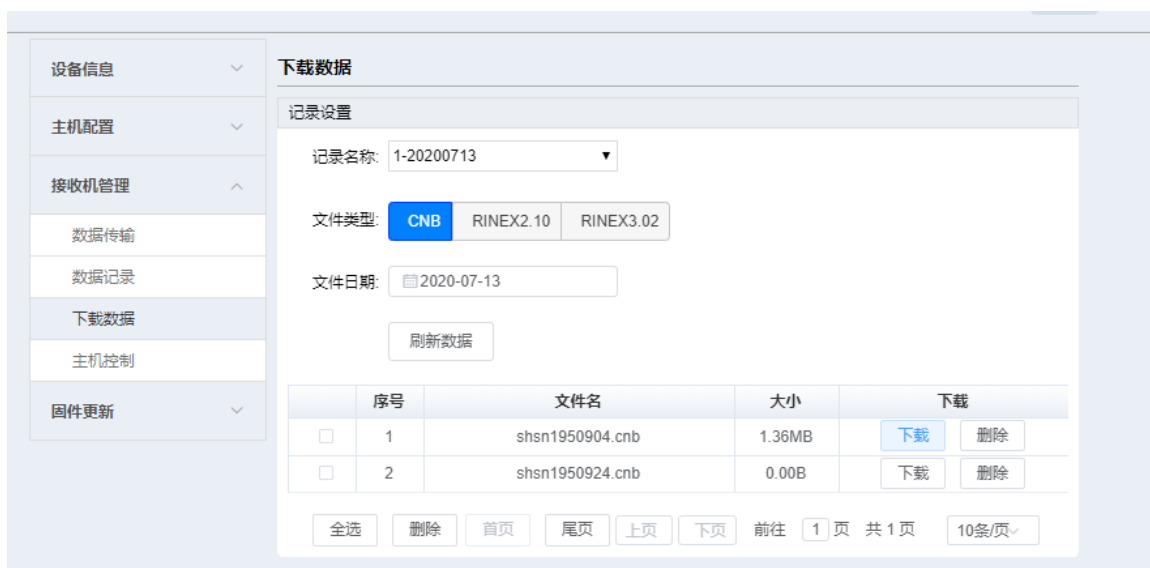 设备信息
主机配置
接收机管理
数据传输
数据记录
下载数据
主机控制
固件更新
下载数据
记录设置
记录名称: 1-20200713
文件类型: CNB RINEX2.10 RINEX3.02
文件日期: 2020-07-13
刷新数据
序号 文件名 大小 下载
1 shsn1950904.cnb 1.36MB 下载 删除
2 shsn1950924.cnb 0.00B 下载 删除
全选 删除 首页 尾页 上页 下页 前往 1 页 共 1 页 10条/页